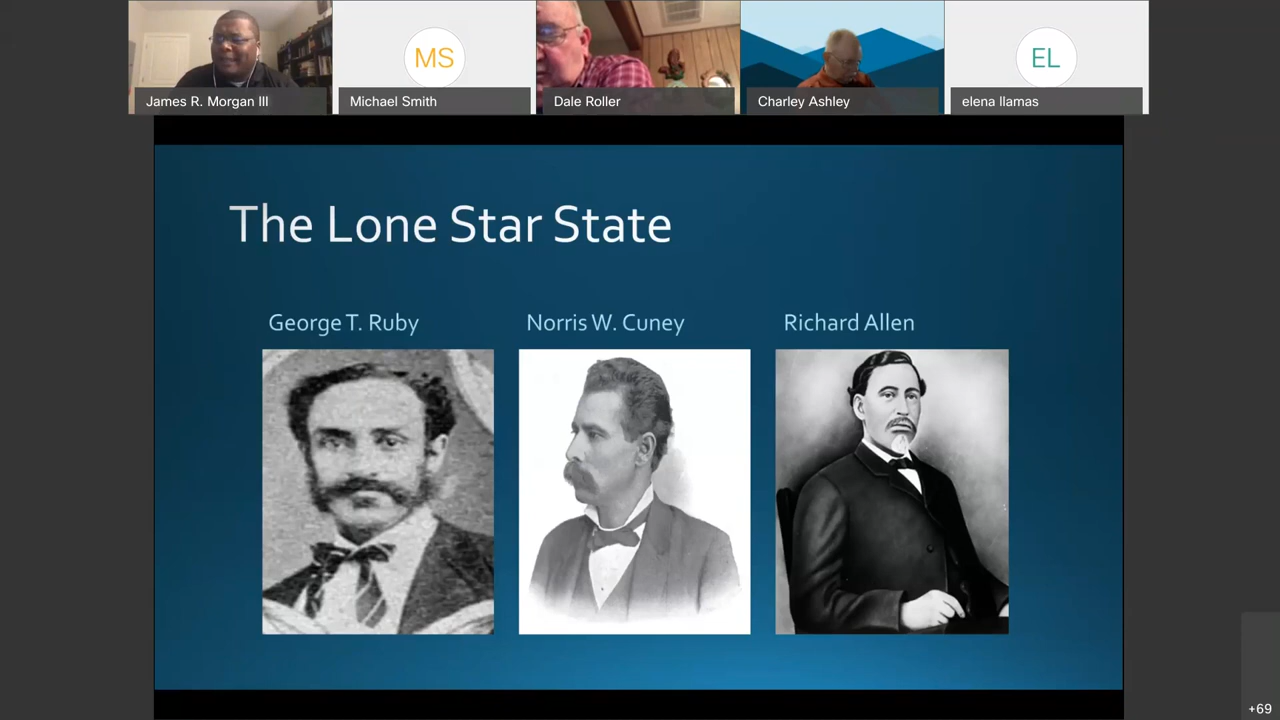 MS
EL
James R. Morgan III
Michael Smith
Dale Roller
Charley Ashley
elena llamas
The Lone Star State
George T. Ruby
Norris W. Cuney
Richard Allen
+69